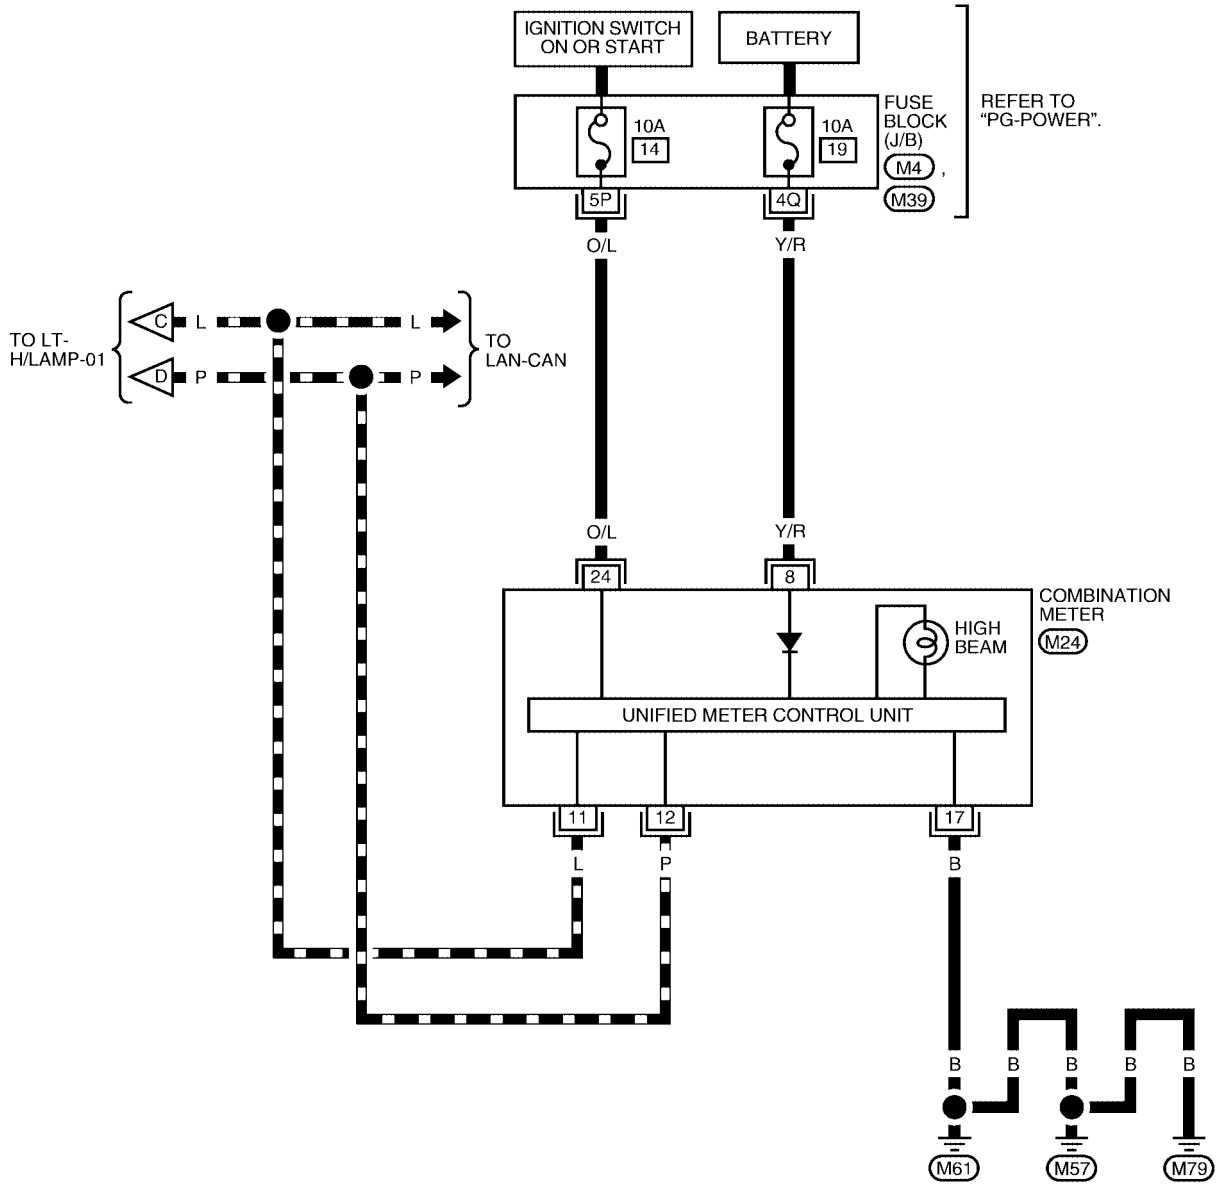 IGNITION SWITCH
ON OR START
BATTERY
10A
14
10A
19
FUSE
BLOCK
(J/B)
M4 ,
M39
REFER TO
“PG-POWER”.
5P
4Q
O/L
Y/R
TO LT-
H/LAMP-01
C
L
L
D
P
P
TO
LAN-CAN
O/L
Y/R
24
8
COMBINATION
METER
M24
HIGH
BEAM
UNIFIED METER CONTROL UNIT
11
12
17
L
P
B
B
B
B
B
B
M61
M57
M79